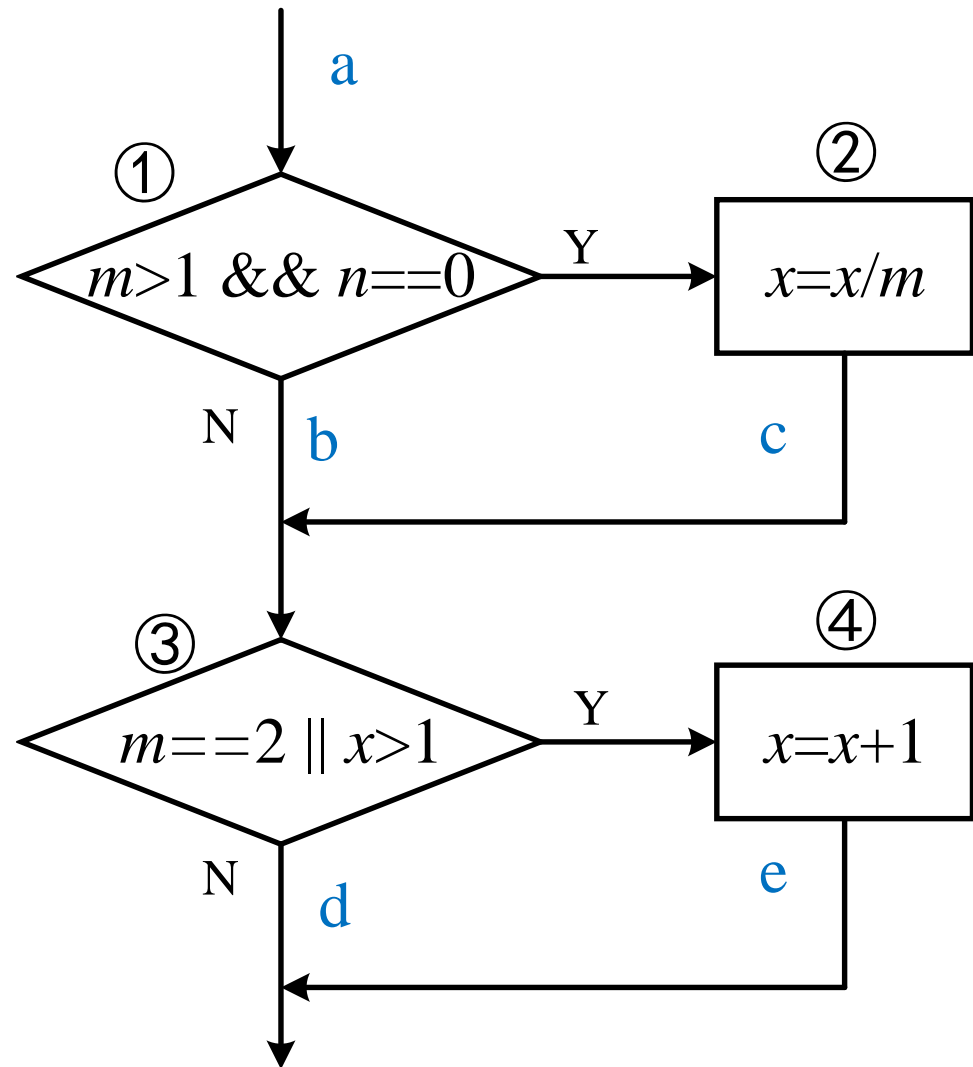 a
①
②
m>1 && n==0
Y
x=x/m
N
b
c
③
④
m==2 || x>1
Y
x=x+1
N
d
e